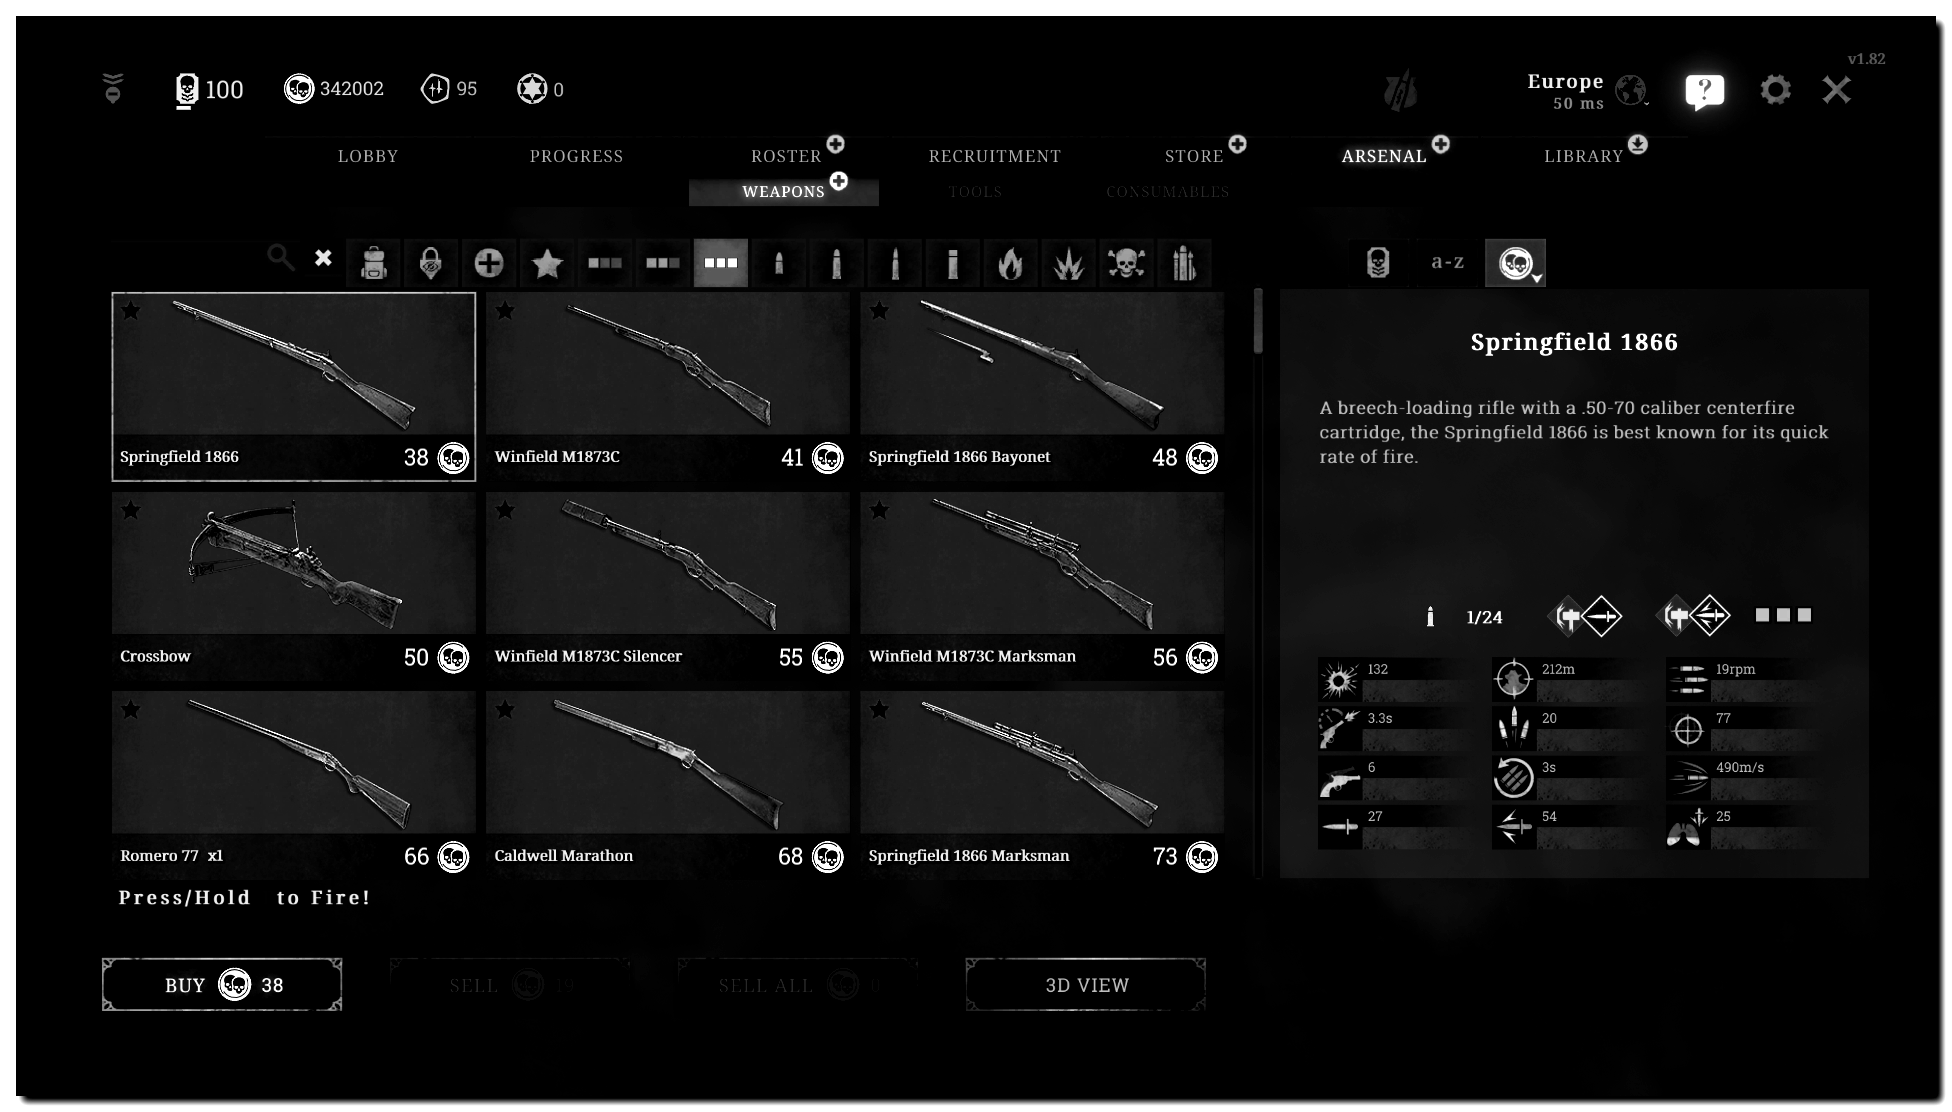 v1.82
100 342002 95 0 Europe
50 ms
LOBBY PROGRESS ROSTER RECRUITMENT STORE ARSENAL LIBRARY
WEAPONS TOOLS CONSUMABLES
a-z
Springfield 1866 38 Winfield M1873C 41 Springfield 1866 Bayonet 48
Crossbow 50 Winfield M1873C Silencer 55 Winfield M1873C Marksman 56
Romero 77 x1 66 Caldwell Marathon 68 Springfield 1866 Marksman 73
Press/Hold to Fire!
BUY 38 SELL 19 SELL ALL 0 3D VIEW
Springfield 1866
A breech-loading rifle with a .50-70 caliber centerfire
cartridge, the Springfield 1866 is best known for its quick
rate of fire.
1/24
132 212m 19rpm
3.3s 20 77
6 3s 490m/s
27 54 25